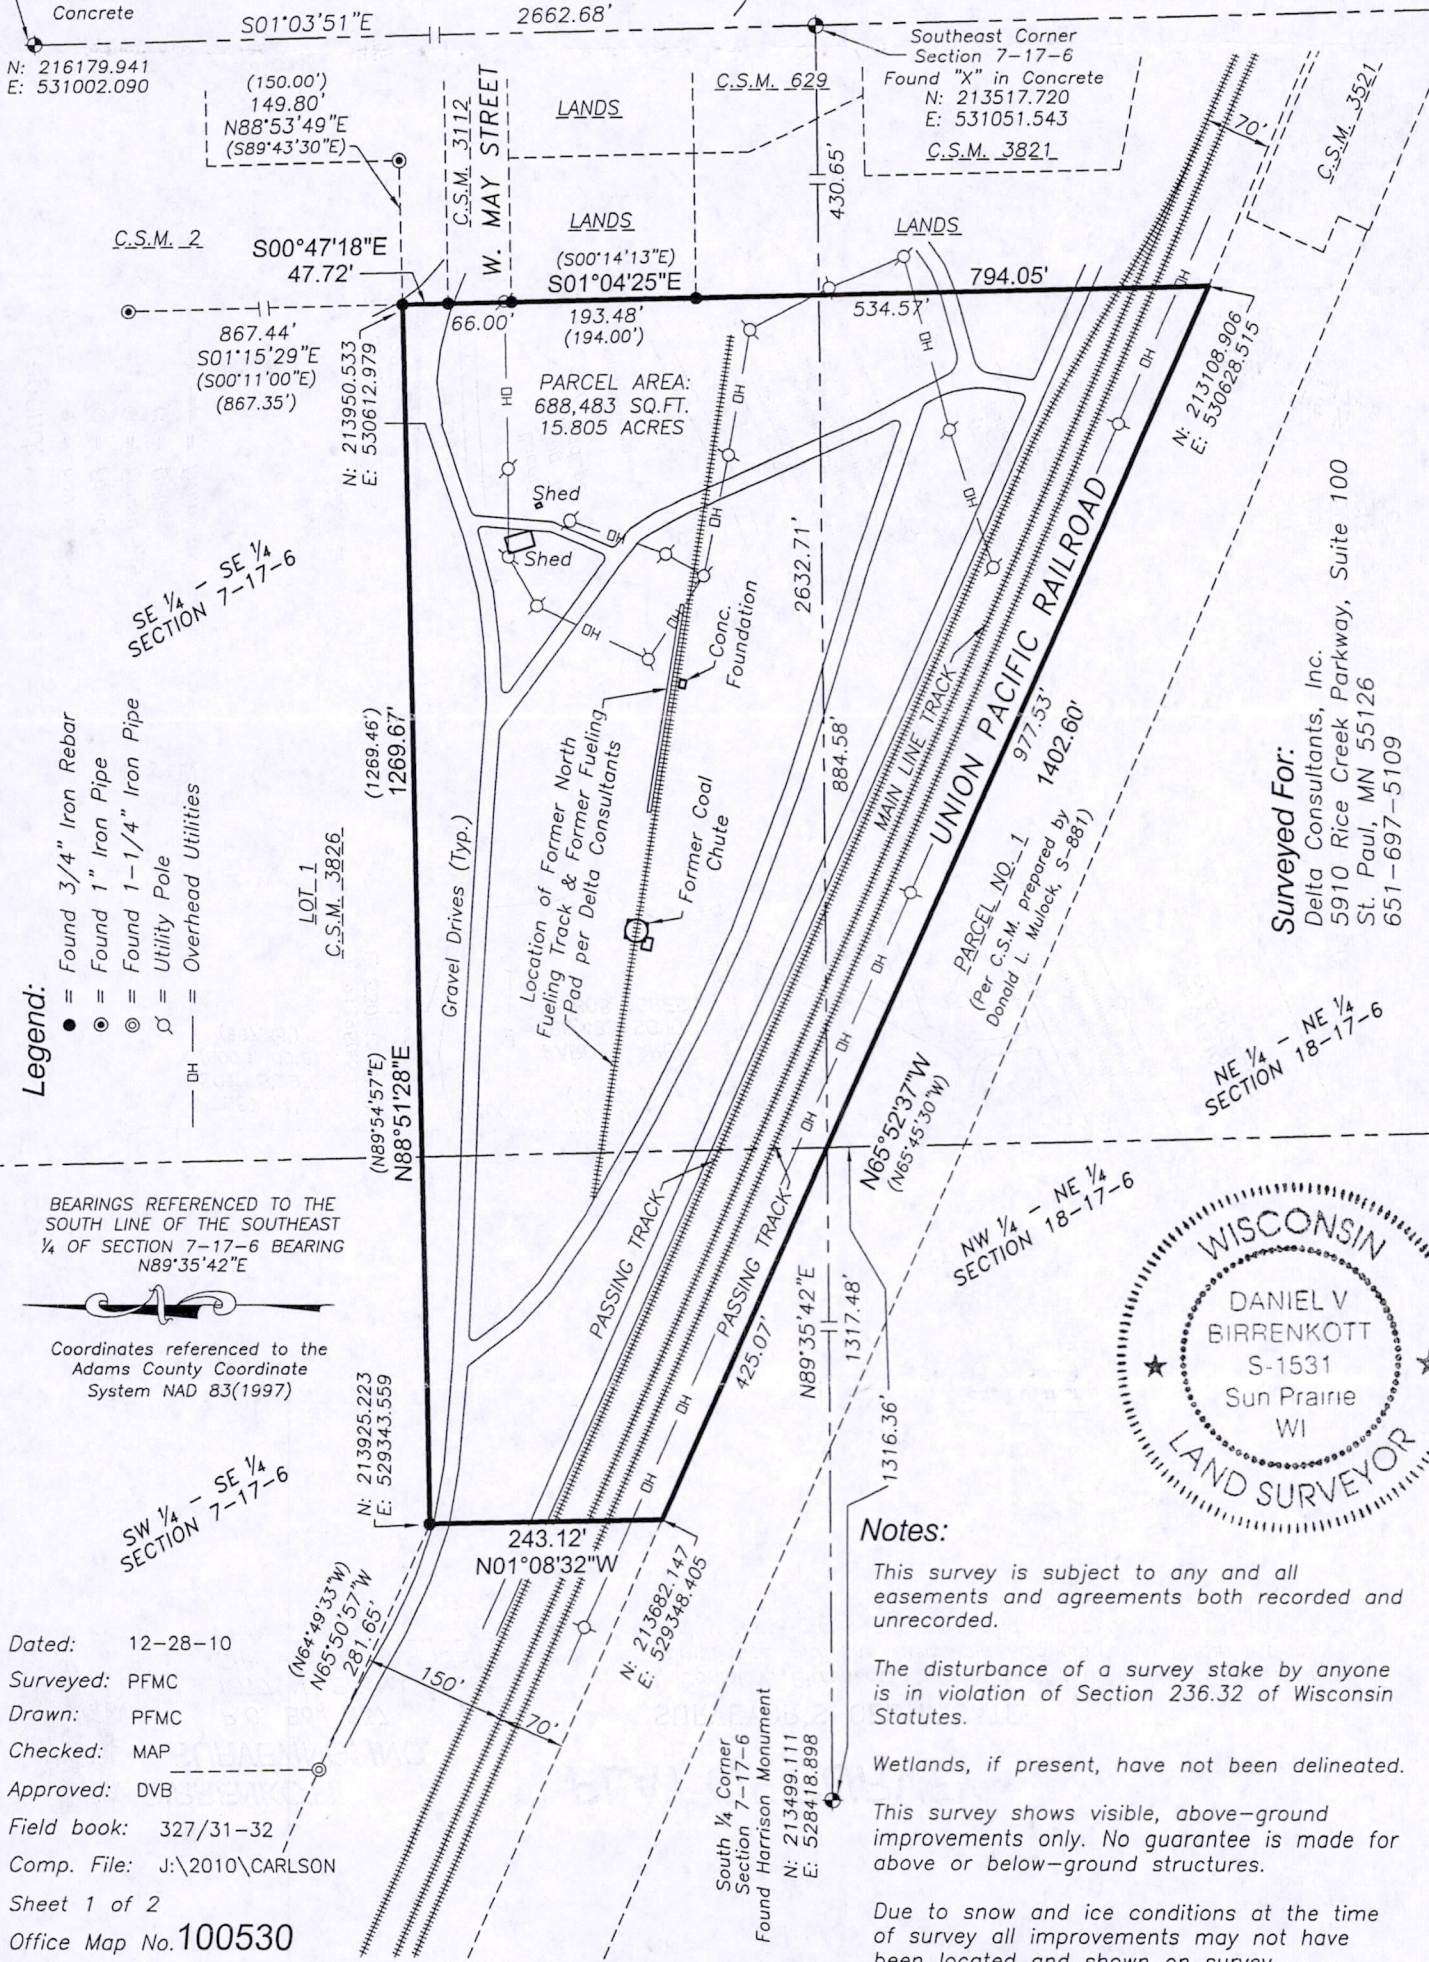 Concrete
S01°03'51"E
2662.68'
N: 216179.941
E: 531002.090
(150.00')
149.80'
N88°53'49"E
(S89°43'30"E)
C.S.M. 3112
W. MAY STREET
LANDS
C.S.M. 629
Southeast Corner
Section 7-17-6
Found "X" in Concrete
N: 213517.720
E: 531051.543
C.S.M. 3821
70'
C.S.M. 3521
430.65'
C.S.M. 2
S00°47'18"E
47.72'
LANDS
(S00°14'13"E)
S01°04'25"E
LANDS
794.05'
867.44'
S01°15'29"E
(S00°11'00"E)
(867.35')
66.00'
193.48'
(194.00')
534.57'
N: 213950.533
E: 530612.979
PARCEL AREA:
688,483 SQ.FT.
15.805 ACRES
N: 213108.906
E: 530628.515
OH
OH
OH
OH
OH
OH
OH
OH
OH
OH
Shed
Shed
SE 1/4 - SE 1/4
SECTION 7-17-6
Conc.
Foundation
2632.71'
MAIN LINE TRACK
UNION PACIFIC RAILROAD
977.53'
1402.60'
Surveyed For:
Delta Consultants, Inc.
5910 Rice Creek Parkway, Suite 100
St. Paul, MN 55126
651-697-5109
Legend:
● = Found 3/4" Iron Rebar
= Found 1" Iron Pipe
= Found 1-1/4" Iron Pipe
= Utility Pole
OH = Overhead Utilities
LOT 1
C.S.M. 3826
(1269.46')
1269.67'
(N89°54'57"E)
N88°51'28"E
Gravel Drives (Typ.)
Location of Former North
Fueling Track & Former Fueling
Pad per Delta Consultants
Former Coal
Chute
884.58'
PARCEL NO. 1
(Per C.S.M. prepared by
Donald L. Mulock, S-881)
OH
OH
OH
NE 1/4 - NE 1/4
SECTION 18-17-6
N65°52'37"W
(N65°45'30"W)
NW 1/4 - NE 1/4
SECTION 18-17-6
BEARINGS REFERENCED TO THE
SOUTH LINE OF THE SOUTHEAST
1/4 OF SECTION 7-17-6 BEARING
N89°35'42"E
Coordinates referenced to the
Adams County Coordinate
System NAD 83(1997)
PASSING TRACK
PASSING TRACK
425.07'
N89°35'42"E
1317.48'
1316.36'
WISCONSIN
DANIEL V
BIRRENKOTT
S-1531
Sun Prairie
WI
LAND SURVEYOR
N: 213925.223
E: 529343.559
SW 1/4 - SE 1/4
SECTION 7-17-6
OH
OH
243.12'
N01°08'32"W
(N64°49'33"W)
N65°50'57"W
281.65'
150'
70'
N: 213682.147
E: 529348.405
South 1/4 Corner
Section 7-17-6
Found Harrison Monument
N: 213499.111
E: 528418.898
Notes:
This survey is subject to any and all
easements and agreements both recorded and
unrecorded.
The disturbance of a survey stake by anyone
is in violation of Section 236.32 of Wisconsin
Statutes.
Wetlands, if present, have not been delineated.
This survey shows visible, above-ground
improvements only. No guarantee is made for
above or below-ground structures.
Due to snow and ice conditions at the time
of survey all improvements may not have
been located and shown on survey
Dated: 12-28-10
Surveyed: PFMC
Drawn: PFMC
Checked: MAP
Approved: DVB
Field book: 327/31-32
Comp. File: J:\2010\CARLSON
Sheet 1 of 2
Office Map No. 100530